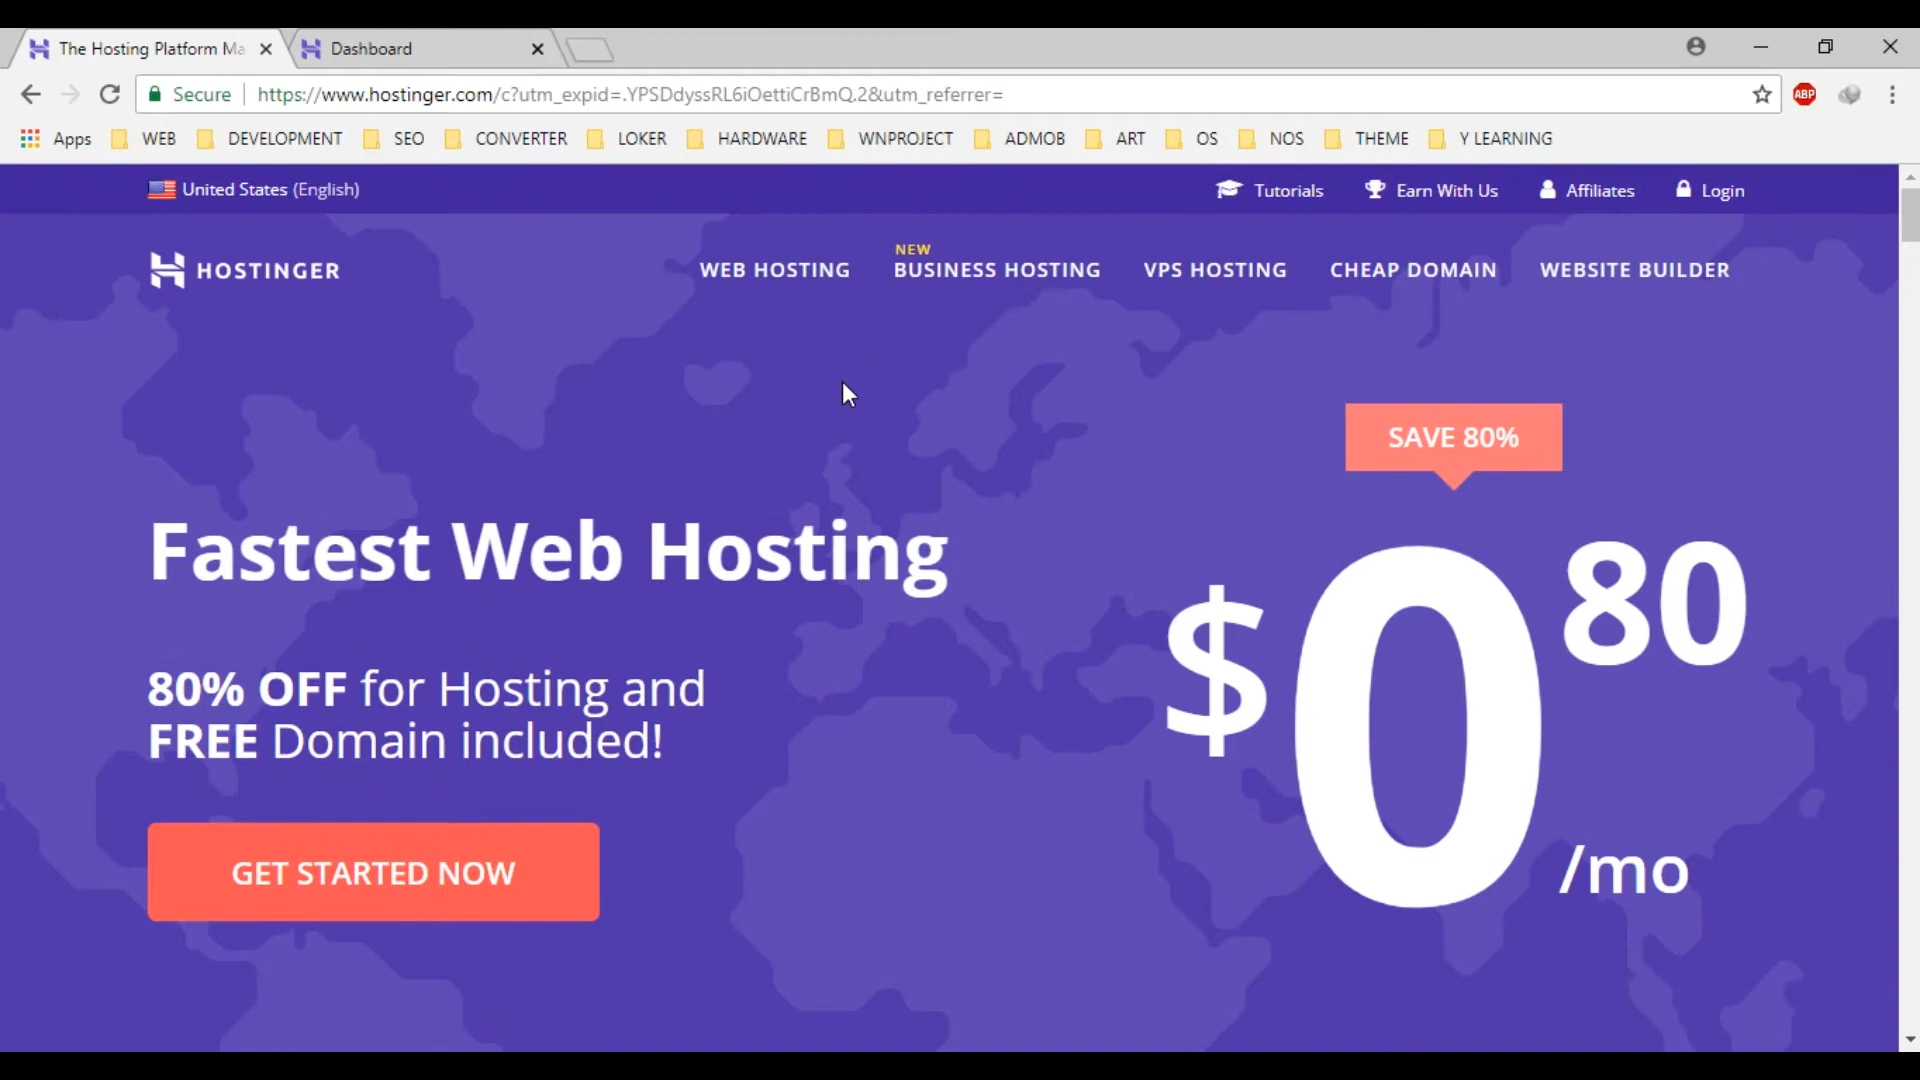 The Hosting Platform Ma
Dashboard
Secure
https://www.hostinger.com/c?utm_expid=.YPSDdyssRL6iOettiCrBmQ.2&utm_referrer=
ABP
Apps WEB DEVELOPMENT SEO CONVERTER LOKER HARDWARE WNPROJECT ADMOB ART OS NOS THEME Y LEARNING
United States (English)
Tutorials Earn With Us Affiliates Login
HOSTINGER
NEW
WEB HOSTING BUSINESS HOSTING VPS HOSTING CHEAP DOMAIN WEBSITE BUILDER
SAVE 80%
Fastest Web Hosting
80% OFF for Hosting and
FREE Domain included!
GET STARTED NOW
$0 80
/mo